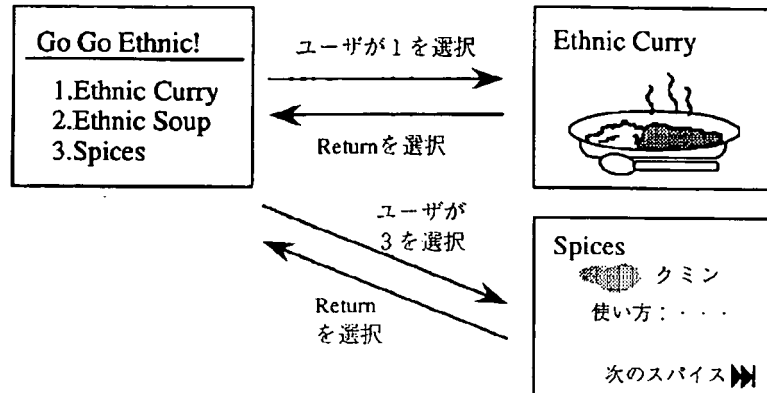 Go Go Ethnic!
1.Ethnic Curry
2.Ethnic Soup
3.Spices
ユーザが1を選択
Returnを選択
Ethnic Curry
ユーザが
3を選択
Return
を選択
Spices
クミン
使い方：・・・
次のスパイス